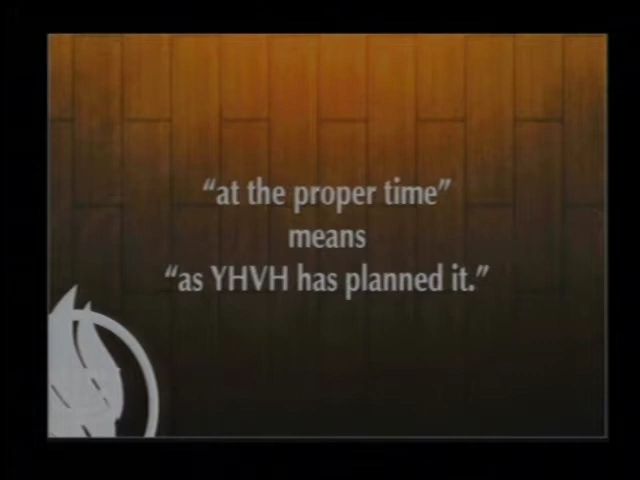 “at the proper time”
means
“as YHVH has planned it.”